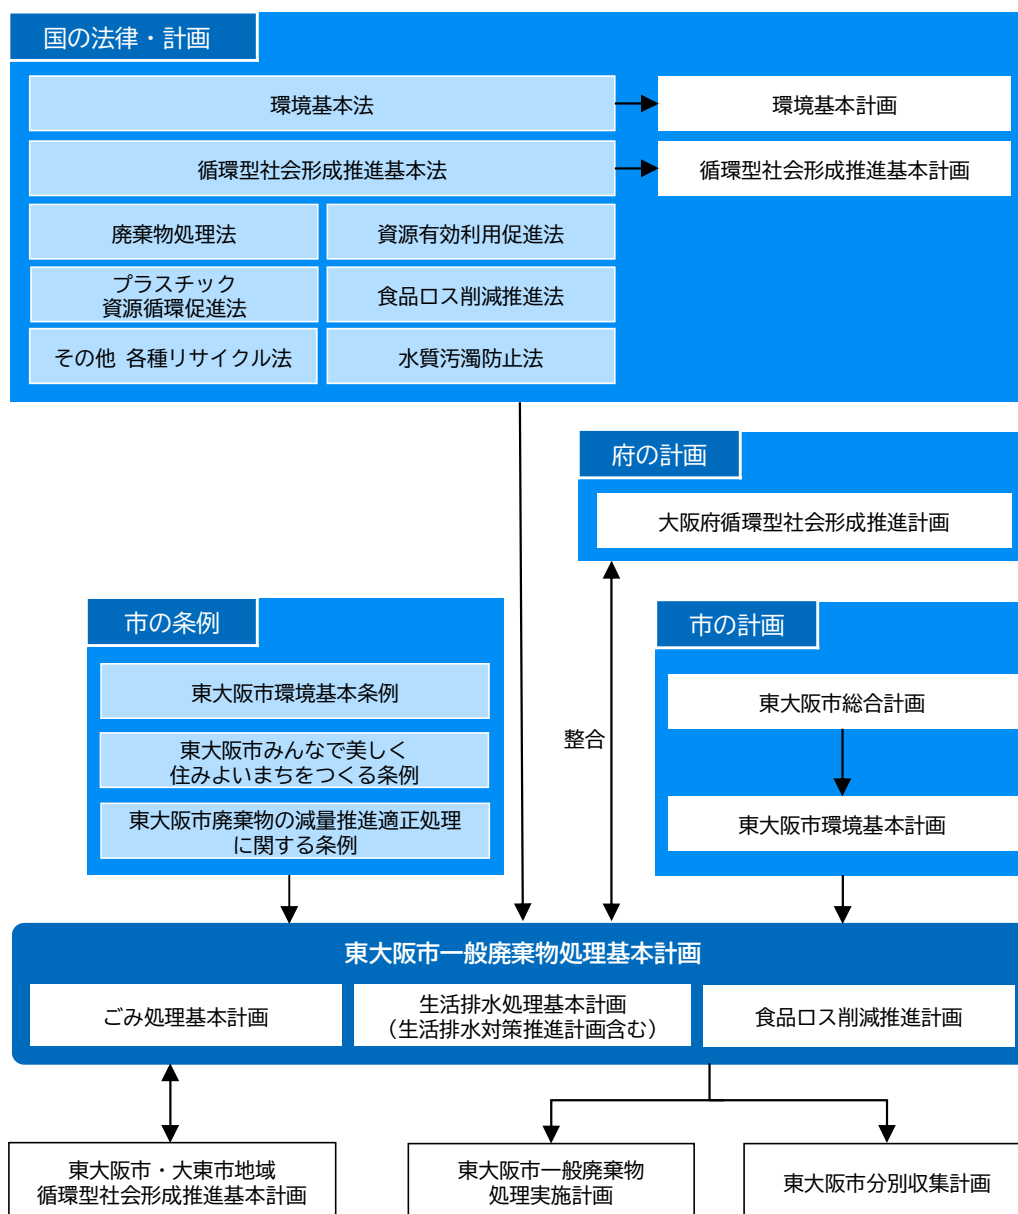 国の法律・計画
環境基本法
環境基本計画
循環型社会形成推進基本法
循環型社会形成推進基本計画
廃棄物処理法
資源有効利用促進法
プラスチック
資源循環促進法
食品ロス削減推進法
その他 各種リサイクル法
水質汚濁防止法
府の計画
大阪府循環型社会形成推進計画
市の条例
東大阪市環境基本条例
東大阪市みんなで美しく
住みよいまちをつくる条例
東大阪市廃棄物の減量推進適正処理
に関する条例
整合
市の計画
東大阪市総合計画
東大阪市環境基本計画
東大阪市一般廃棄物処理基本計画
ごみ処理基本計画
生活排水処理基本計画
（生活排水対策推進計画含む）
食品ロス削減推進計画
東大阪市・大東市地域
循環型社会形成推進基本計画
東大阪市一般廃棄物
処理実施計画
東大阪市分別収集計画